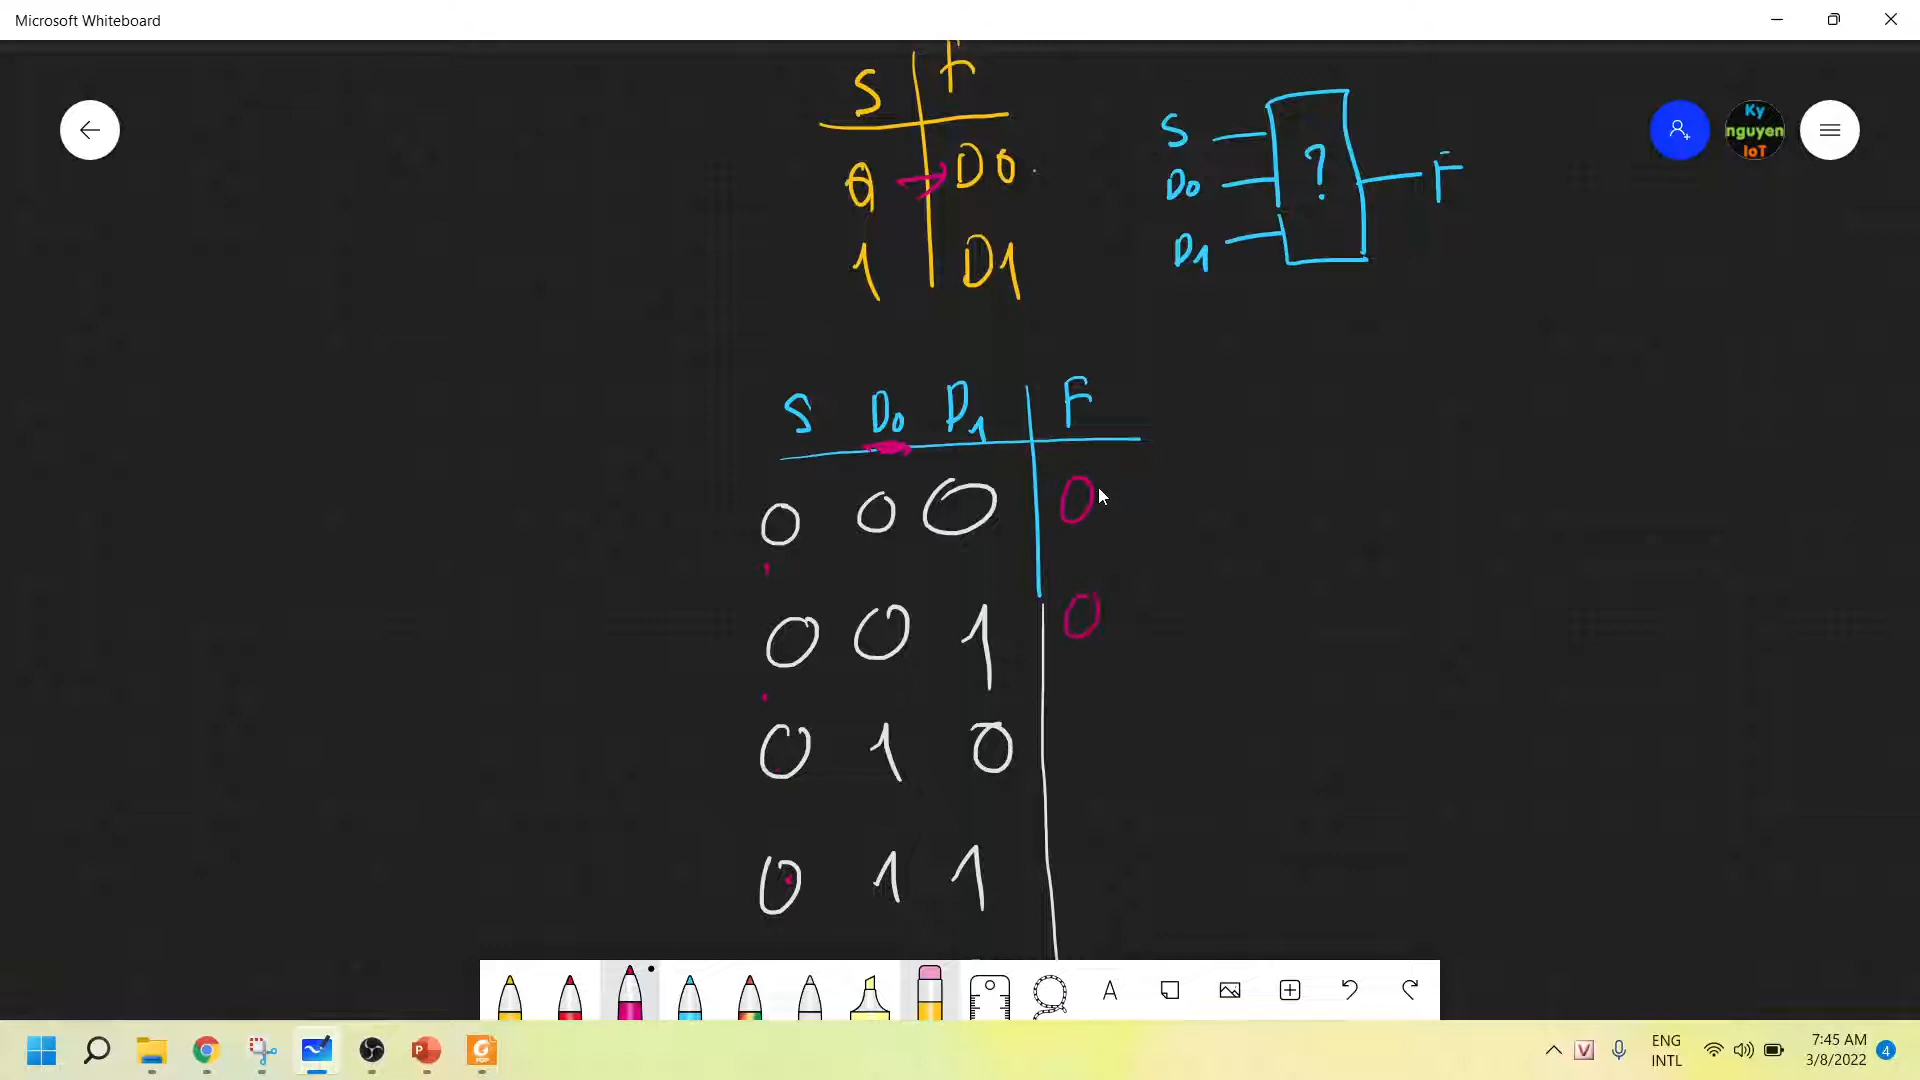 Microsoft Whiteboard
S F
0 → D0
1 D1
S
D0
D1
?
F
Ky
nguyen
IoT
S D0 D1 F
0 0 0 0
0 0 1 0
0 1 0
0 1 1
A
V
ENG
INTL
7:45 AM
3/8/2022
4